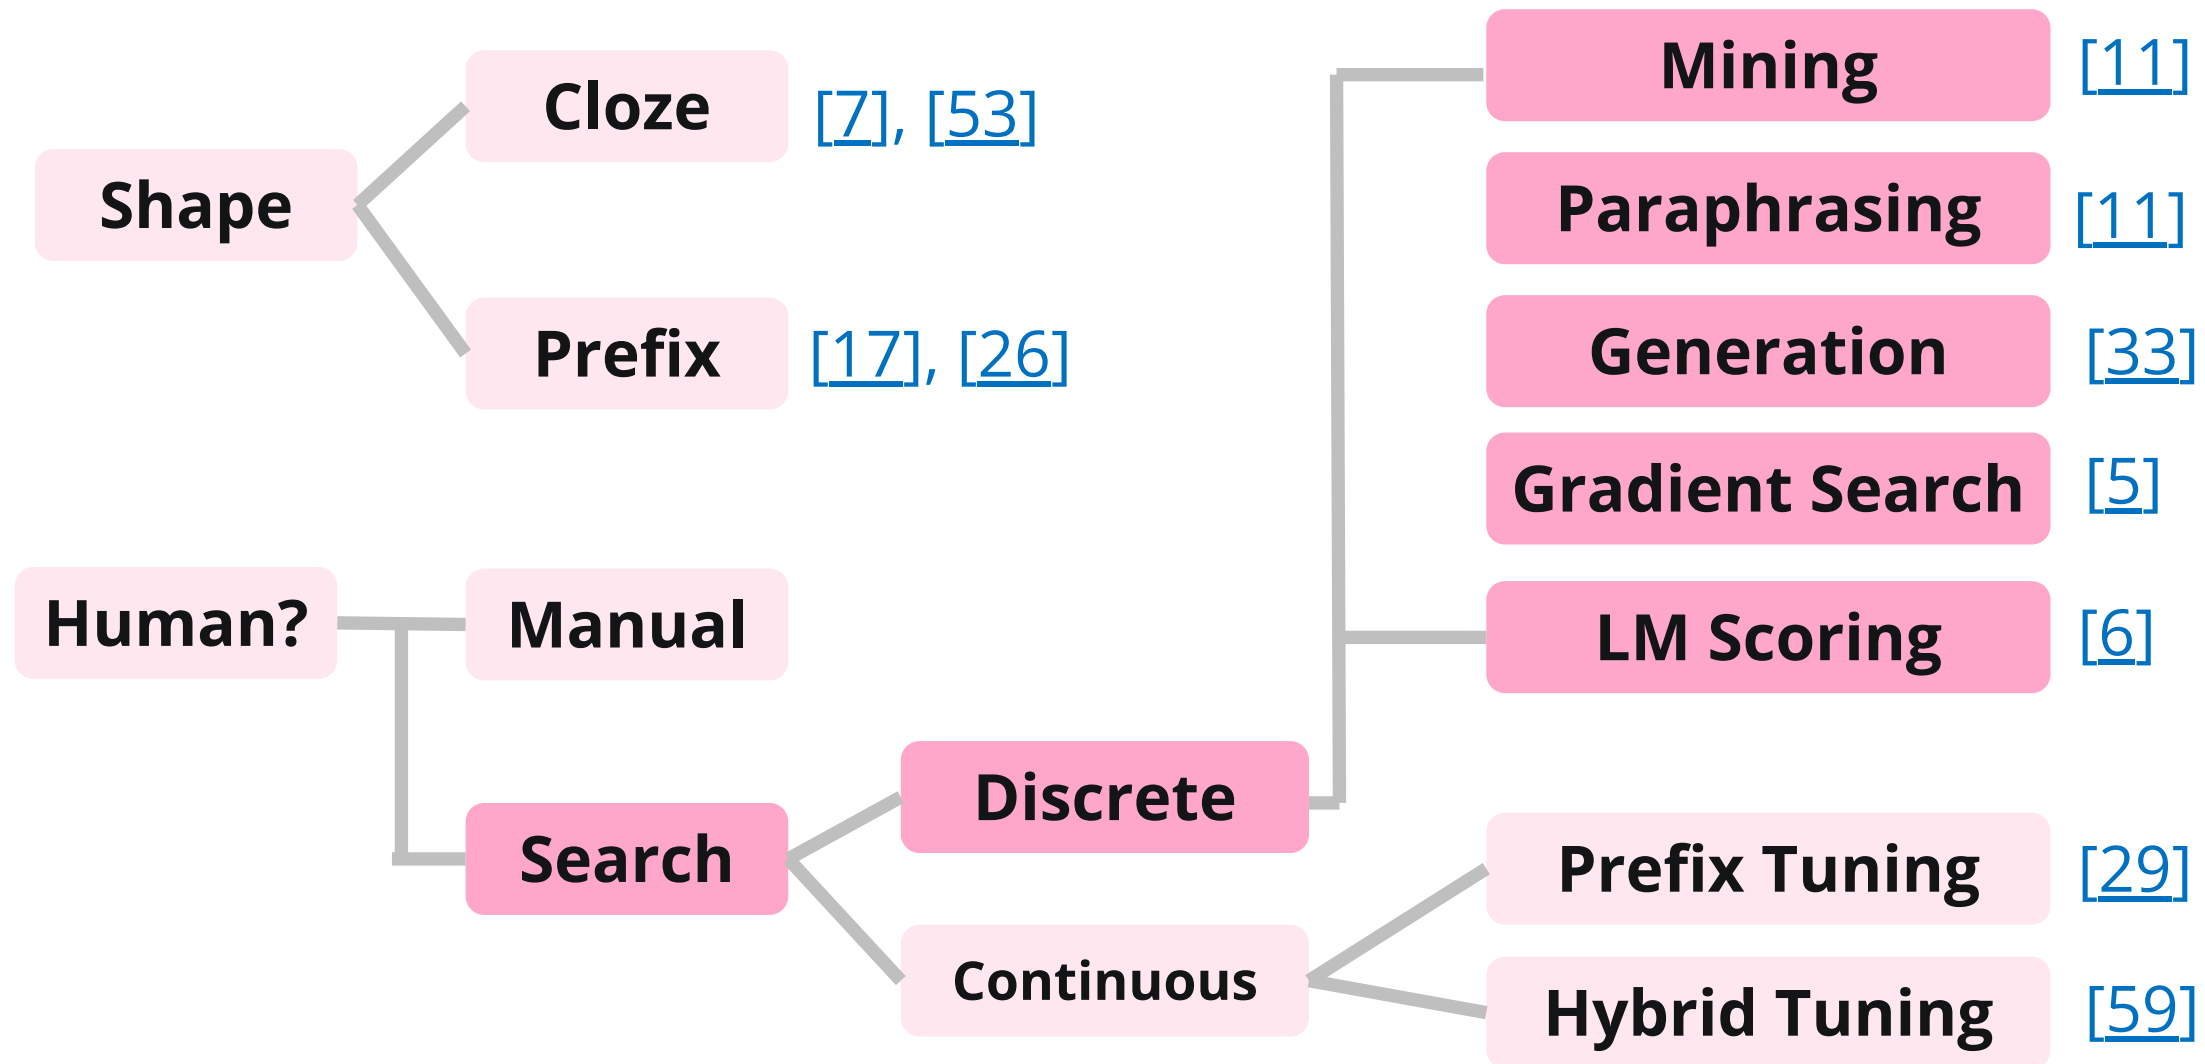 Shape
Cloze [7], [53]
Prefix [17], [26]
Human?
Manual
Search
Discrete
Mining [11]
Paraphrasing [11]
Generation [33]
Gradient Search [5]
LM Scoring [6]
Continuous
Prefix Tuning [29]
Hybrid Tuning [59]